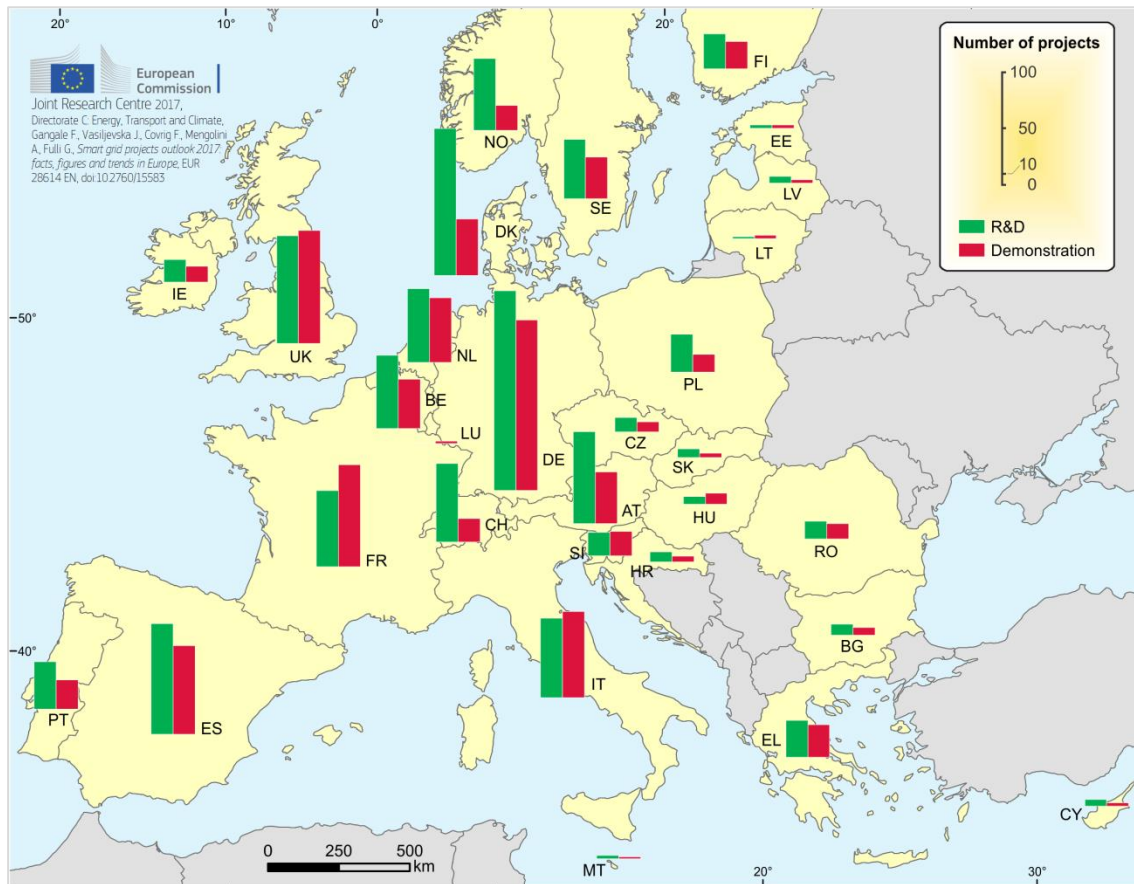 20°
0°
20°
European
Commission
Joint Research Centre 2017,
Directorate C: Energy, Transport and Climate,
Gangale F., Vasiljevska J., Covrig F., Mengolini
A., Fulli G., Smart grid projects outlook 2017:
facts, figures and trends in Europe, EUR
28614 EN, doi:10.2760/15583
Number of projects
100
50
10
0
R&D
Demonstration
FI
NO
EE
SE
LV
DK
LT
IE
50°
UK
NL
PL
BE
LU
CZ
DE
SK
AT
HU
CH
RO
SI
FR
HR
40°
BG
IT
PT
ES
EL
CY
0 250 500
km
MT
20°
30°